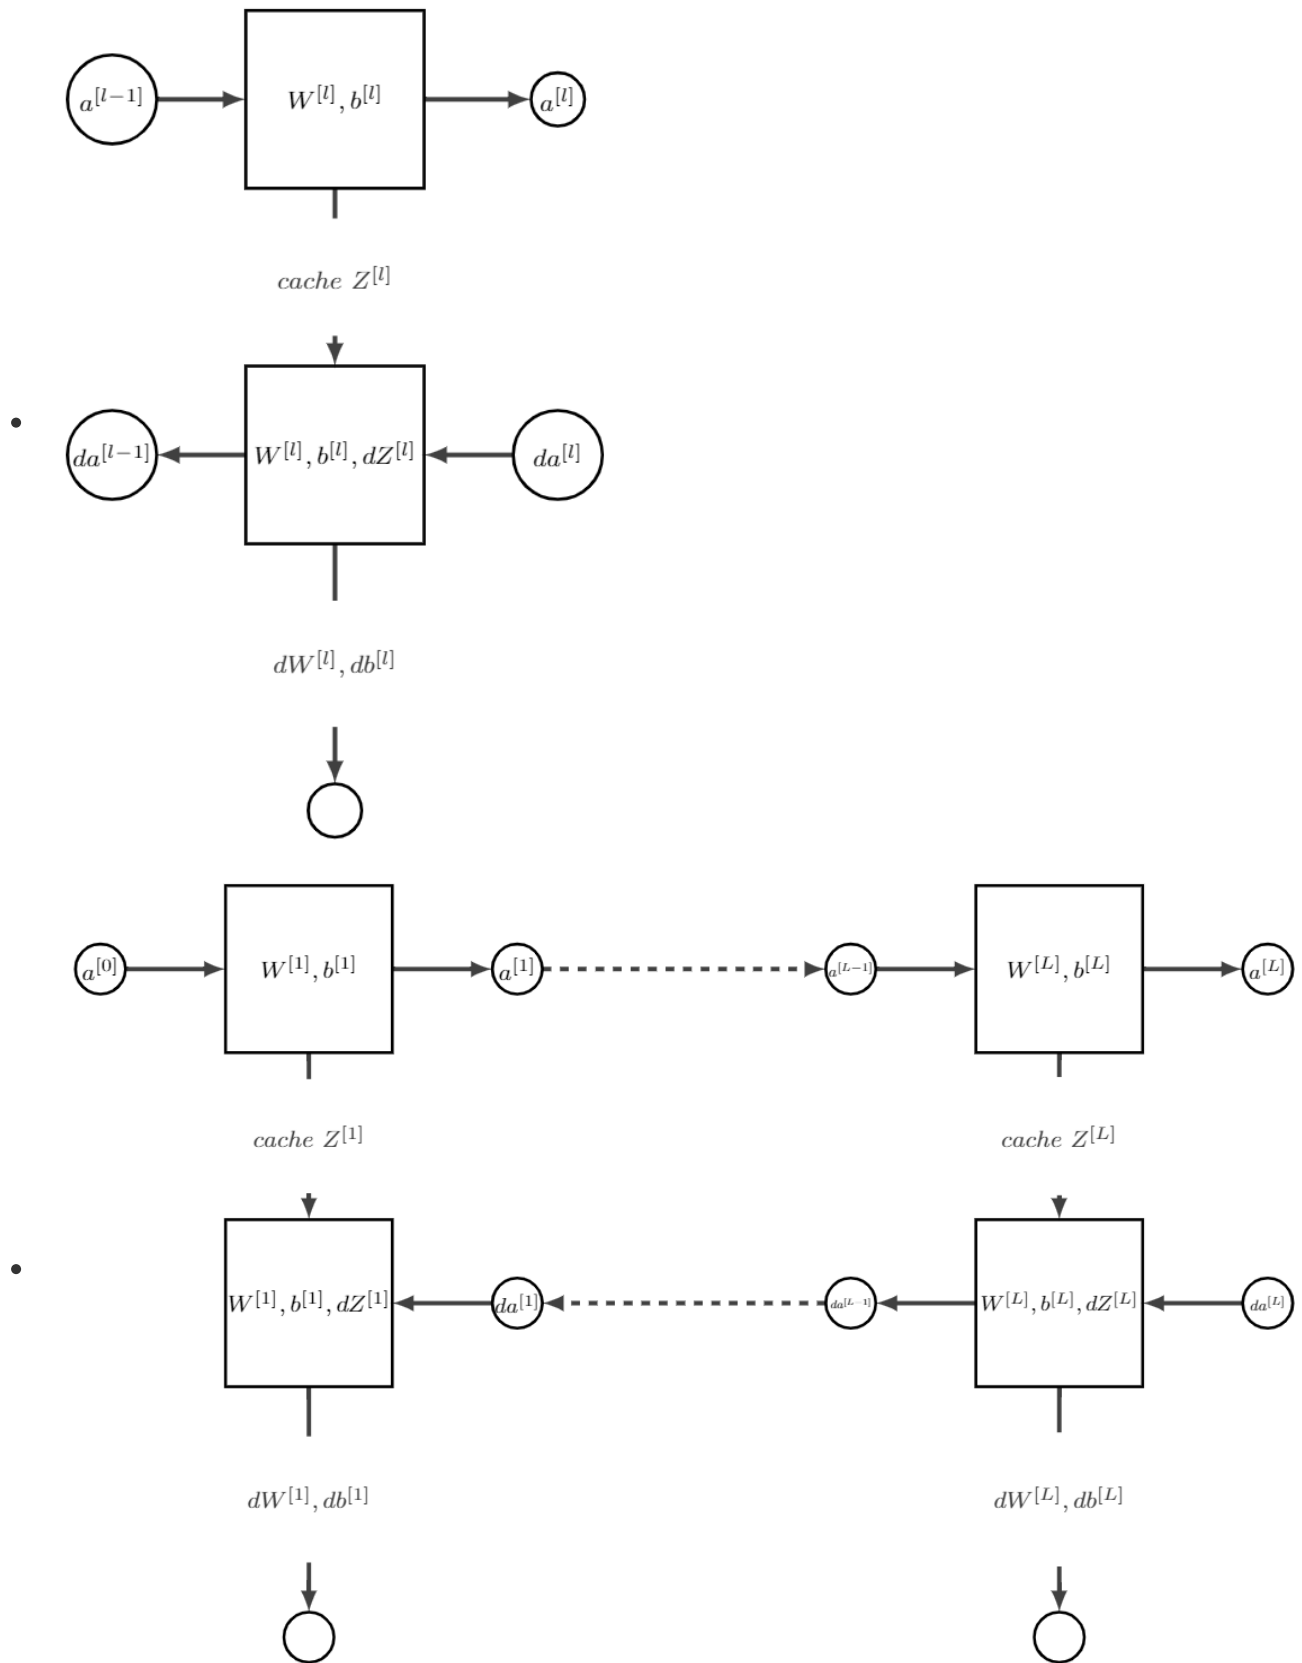 a^{[l-1]} W^{[l]}, b^{[l]} a^{[l]}
cache Z^{[l]}
da^{[l-1]} W^{[l]}, b^{[l]}, dZ^{[l]} da^{[l]}
dW^{[l]}, db^{[l]}
a^{[0]} W^{[1]}, b^{[1]} a^{[1]} a^{[L-1]} W^{[L]}, b^{[L]} a^{[L]}
cache Z^{[1]} cache Z^{[L]}
W^{[1]}, b^{[1]}, dZ^{[1]} da^{[1]} da^{[L-1]} W^{[L]}, b^{[L]}, dZ^{[L]} da^{[L]}
dW^{[1]}, db^{[1]} dW^{[L]}, db^{[L]}